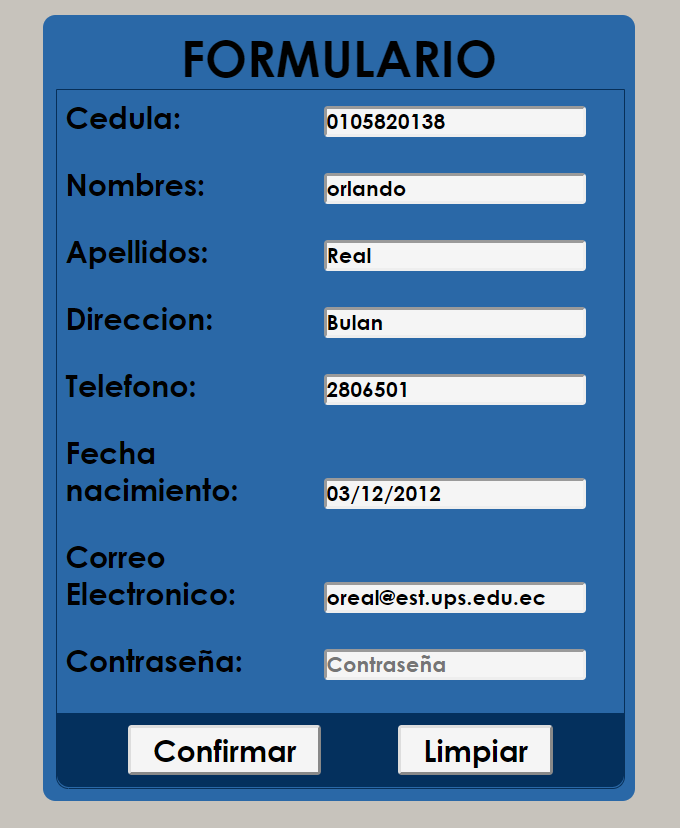 FORMULARIO
Cedula: 0105820138
Nombres: orlando
Apellidos: Real
Direccion: Bulan
Telefono: 2806501
Fecha
nacimiento: 03/12/2012
Correo
Electronico: oreal@est.ups.edu.ec
Contraseña: Contraseña
Confirmar Limpiar